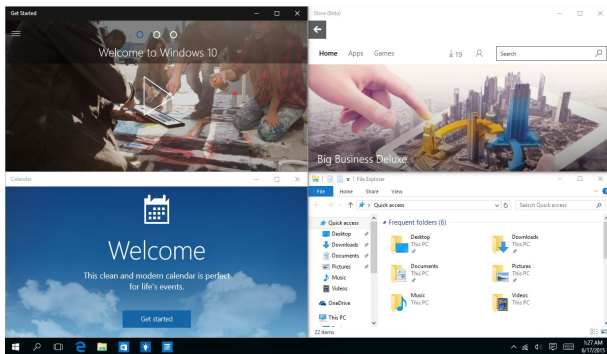 Get Started
Welcome to Windows 10
Store (Beta)
Home Apps Games 19 Search
Big Business Deluxe
Calendar
Welcome
This clean and modern calendar is perfect
for life's events.
Get started
File Explorer
File Home Share View
Quick access
Search Quick access
Quick access
Desktop
Downloads
Documents
Pictures
Music
Videos
OneDrive
This PC
Frequent folders (6)
Desktop
This PC
Downloads
This PC
Documents
This PC
Pictures
This PC
Music
This PC
Videos
This PC
22 items
1:27 AM
6/17/2015